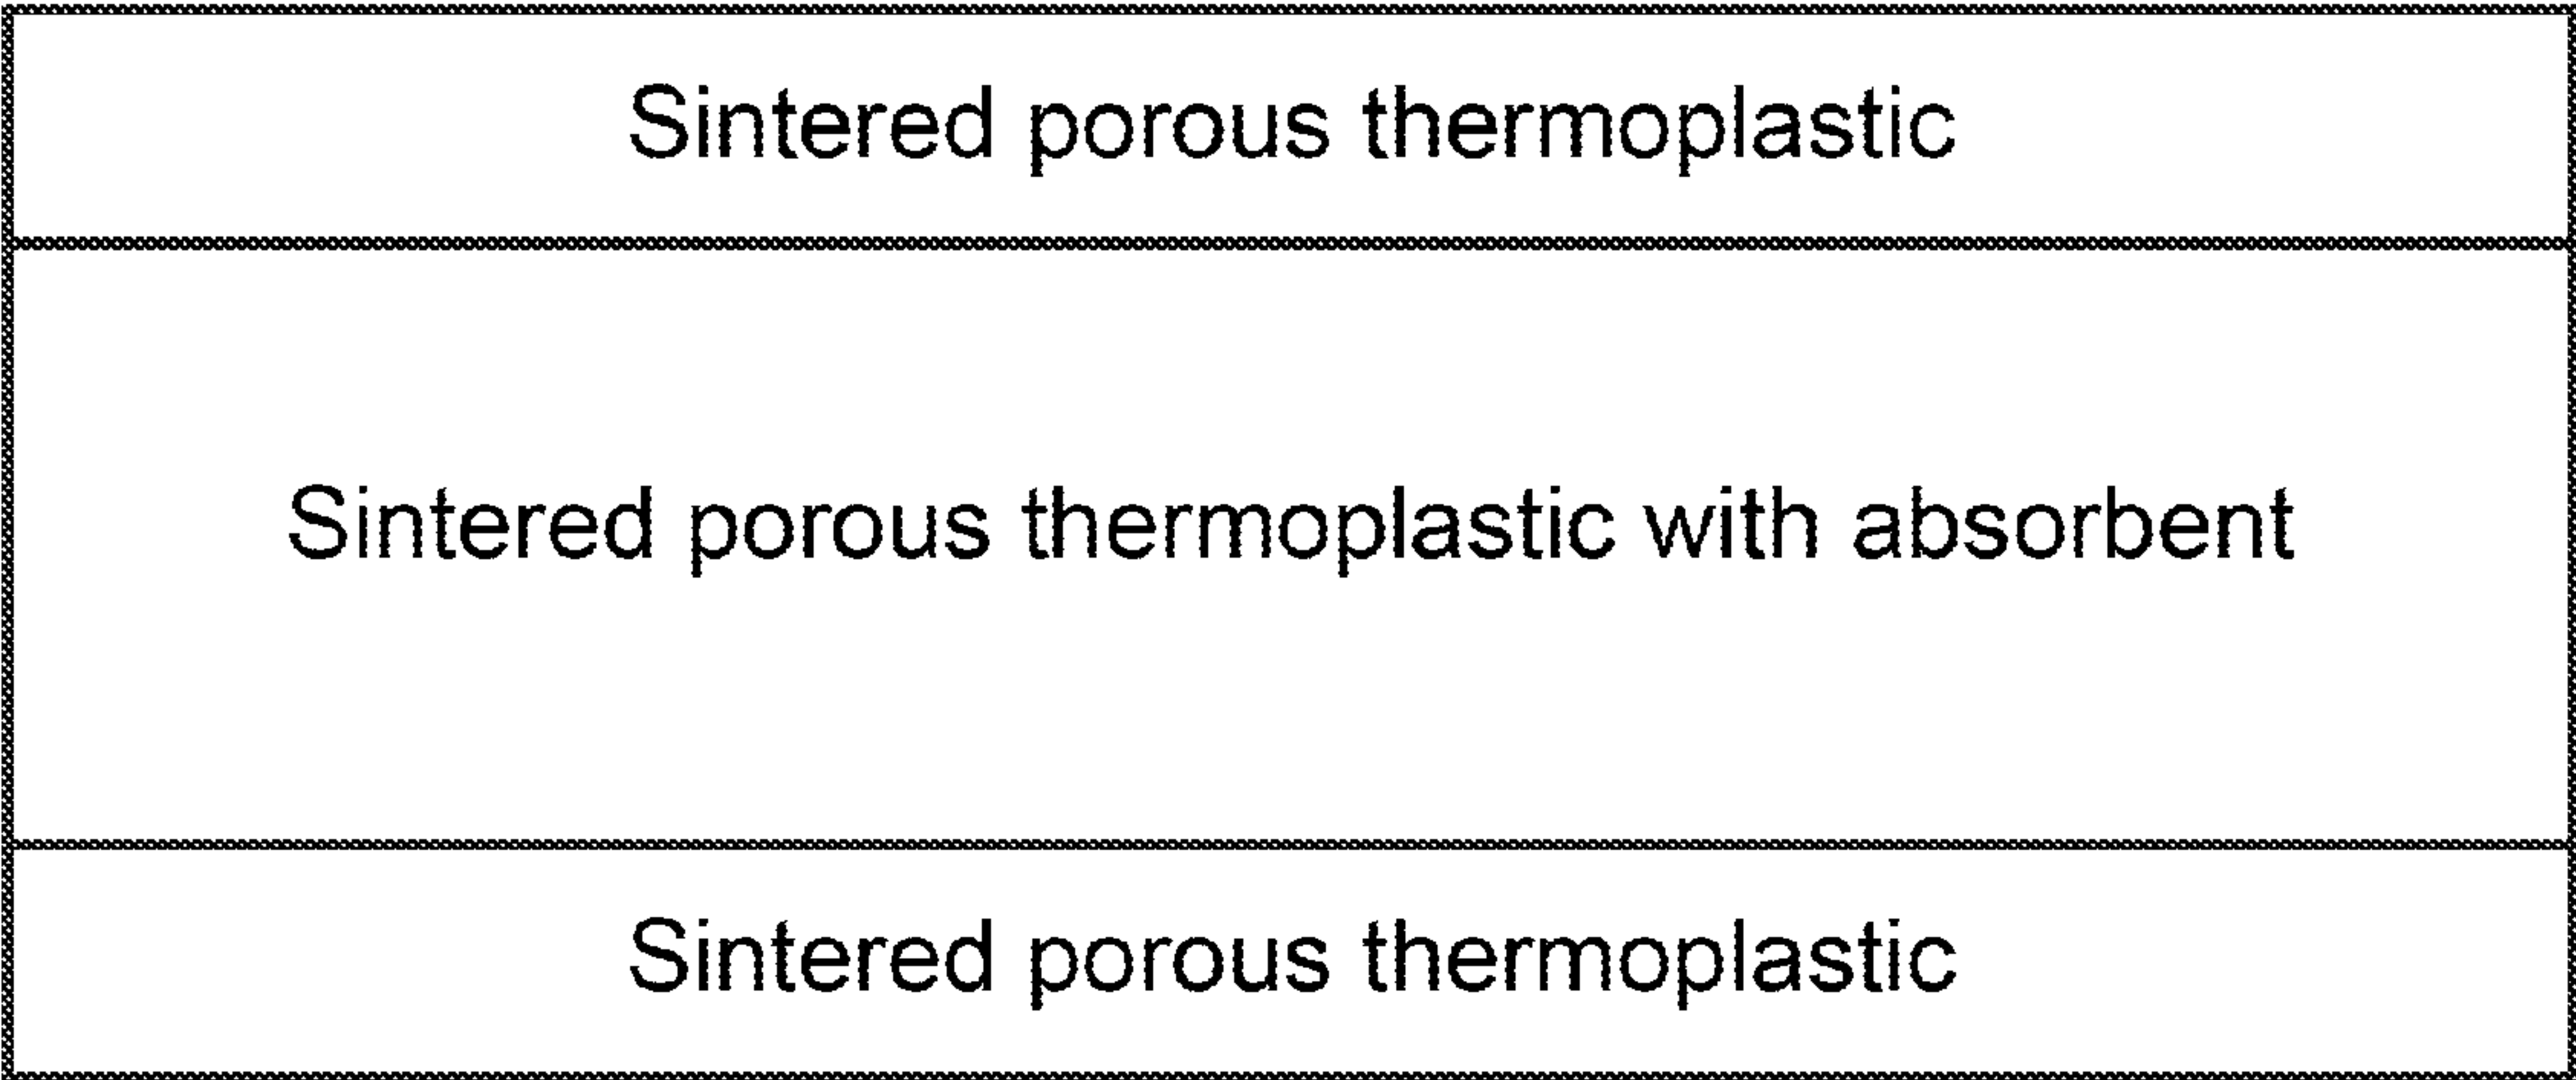 Sintered porous thermoplastic
Sintered porous thermoplastic with absorbent
Sintered porous thermoplastic